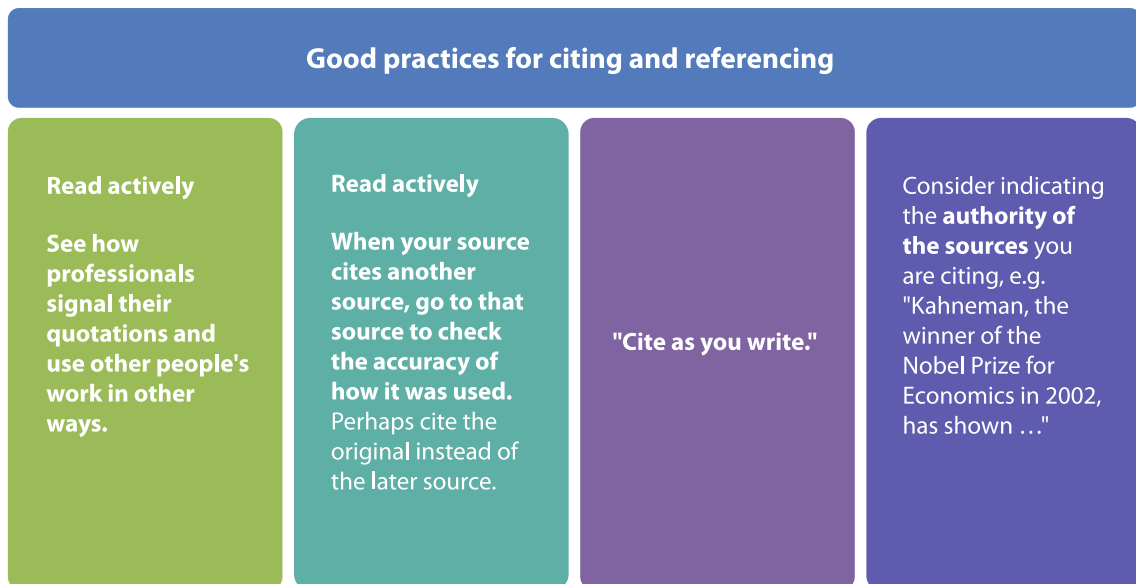 Good practices for citing and referencing
Read actively
See how
professionals
signal their
quotations and
use other people's
work in other
ways.
Read actively
When your source
cites another
source, go to that
source to check
the accuracy of
how it was used.
Perhaps cite the
original instead of
the later source.
"Cite as you write."
Consider indicating
the authority of
the sources you
are citing, e.g.
"Kahneman, the
winner of the
Nobel Prize for
Economics in 2002,
has shown …"